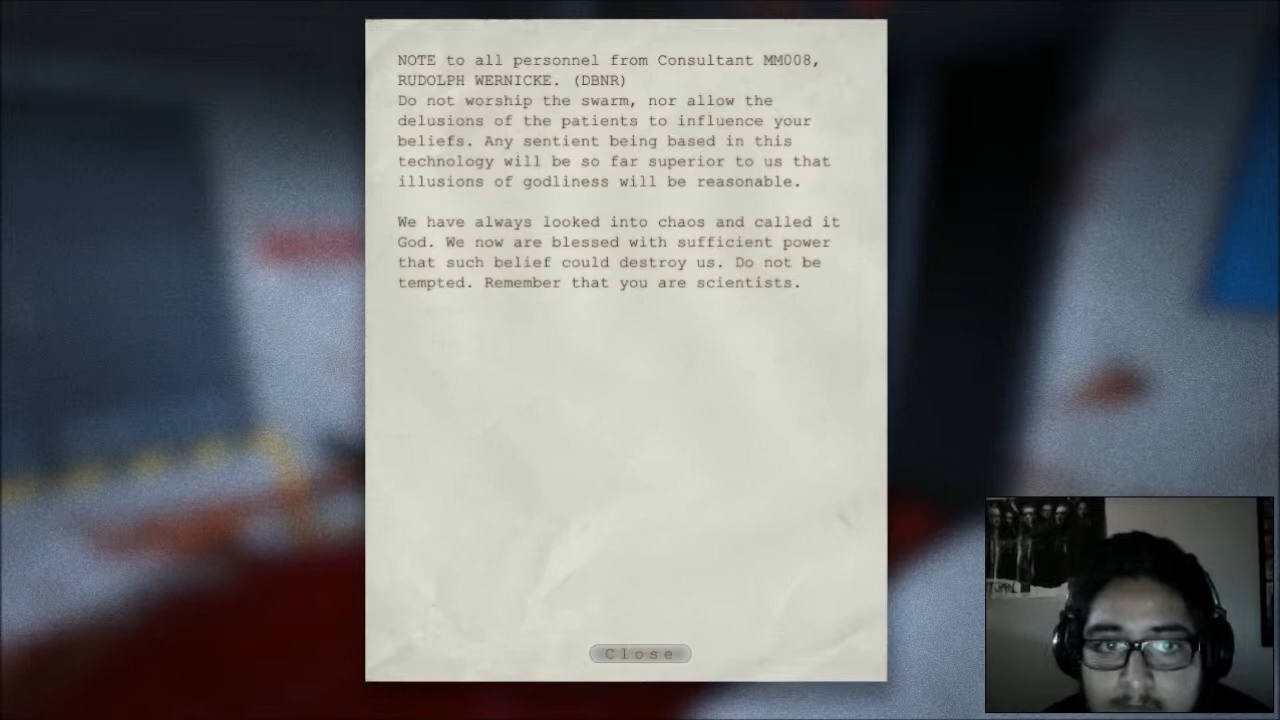 NOTE to all personnel from Consultant MM008,
RUDOLPH WERNICKE. (DBNR)
Do not worship the swarm, nor allow the
delusions of the patients to influence your
beliefs. Any sentient being based in this
technology will be so far superior to us that
illusions of godliness will be reasonable.
We have always looked into chaos and called it
God. We now are blessed with sufficient power
that such belief could destroy us. Do not be
tempted. Remember that you are scientists.
Close